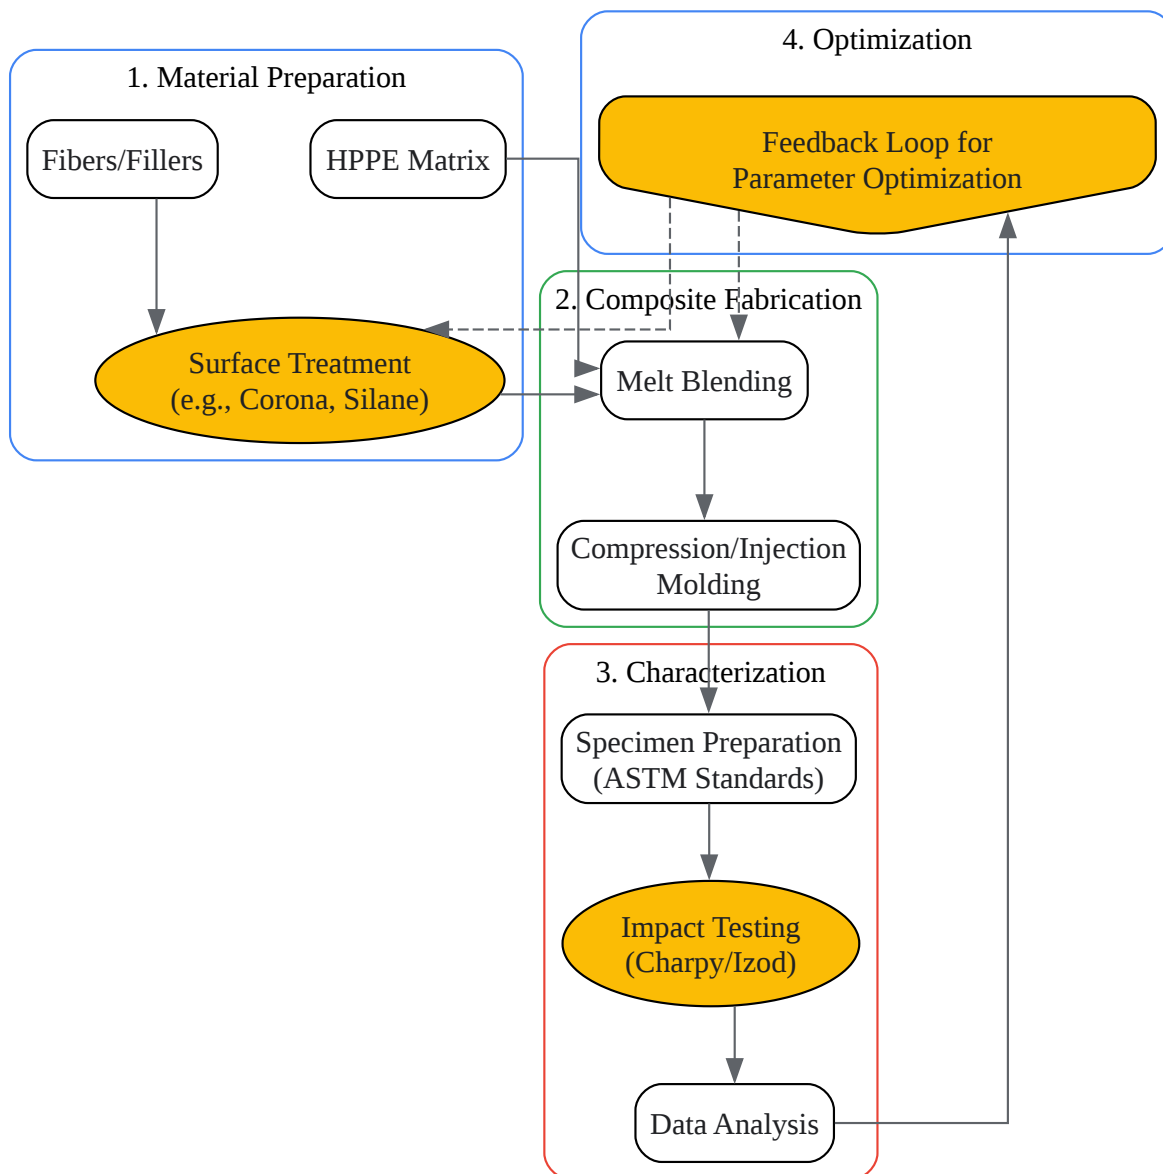 1. Material Preparation
Fibers/Fillers
HPPE Matrix
Surface Treatment
(e.g., Corona, Silane)
4. Optimization
Feedback Loop for
Parameter Optimization
2. Composite Fabrication
Melt Blending
Compression/Injection
Molding
3. Characterization
Specimen Preparation
(ASTM Standards)
Impact Testing
(Charpy/Izod)
Data Analysis